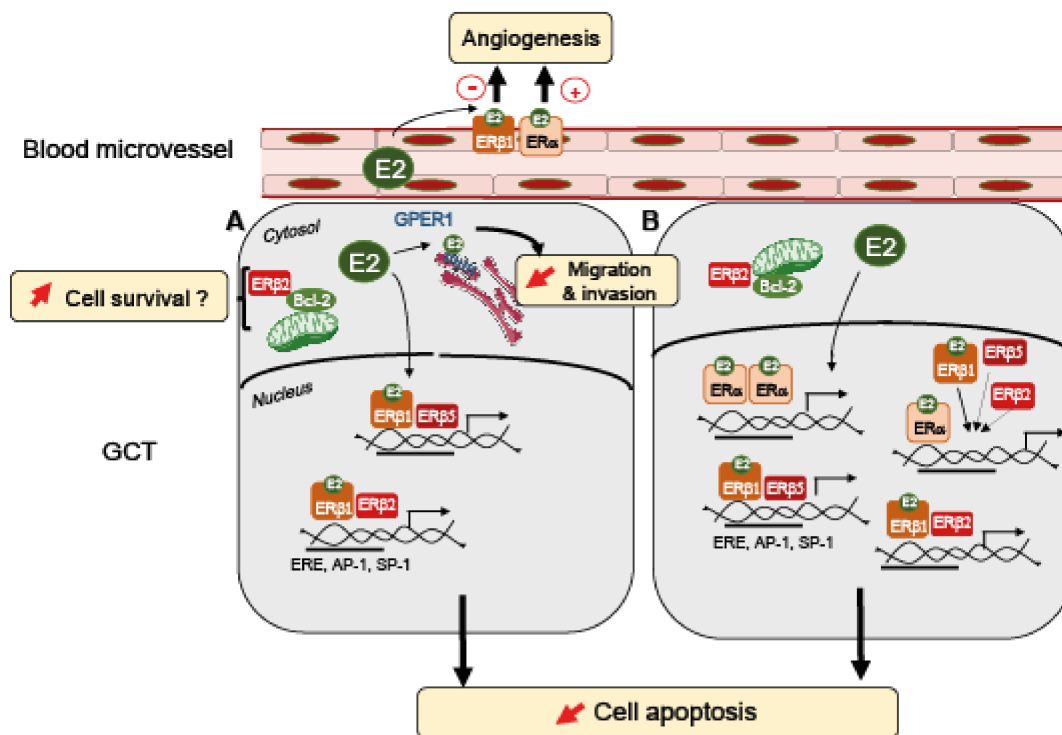 Angiogenesis
-
+
E2
E2
ERβ1
ERα
Blood microvessel
E2
A
Cytosol
GPER1
E2
E2
ERβ2
Bcl-2
Cell survival ?
Migration
& invasion
Nucleus
E2
ERβ1
ERβ5
E2
ERβ1
ERβ2
ERE, AP-1, SP-1
GCT
B
E2
ERβ2
Bcl-2
E2
E2
ERα
ERα
E2
ERβ1
ERβ5
ERβ2
E2
ERα
E2
ERβ1
ERβ5
ERE, AP-1, SP-1
E2
ERβ1
ERβ2
Cell apoptosis